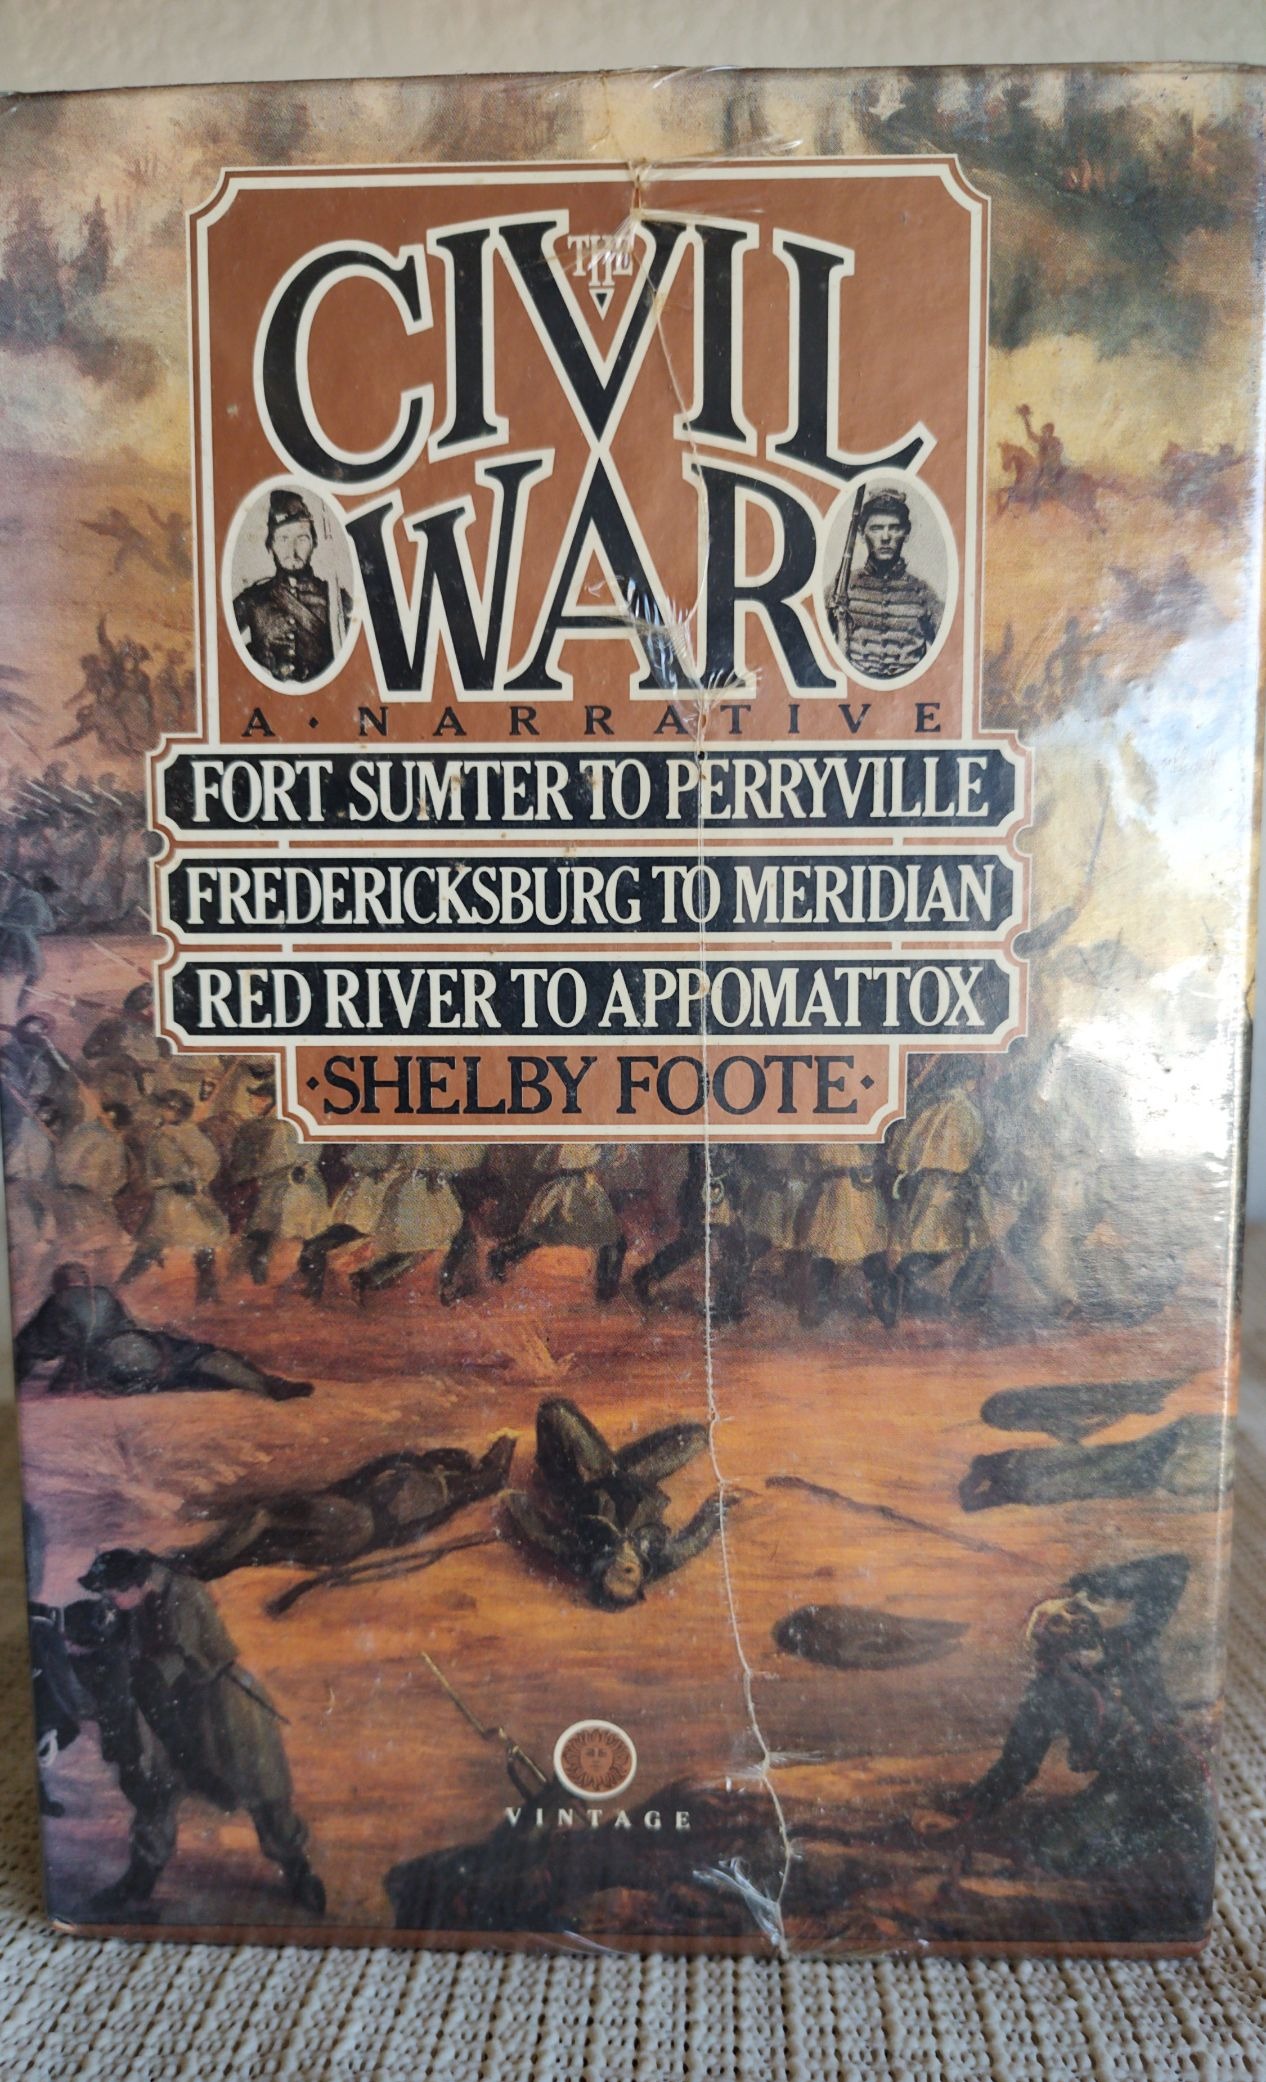 THE
CIVIL
WAR
A · NARRATIVE
FORT SUMTER TO PERRYVILLE
FREDERICKSBURG TO MERIDIAN
RED RIVER TO APPOMATTOX
· SHELBY FOOTE ·
VINTAGE